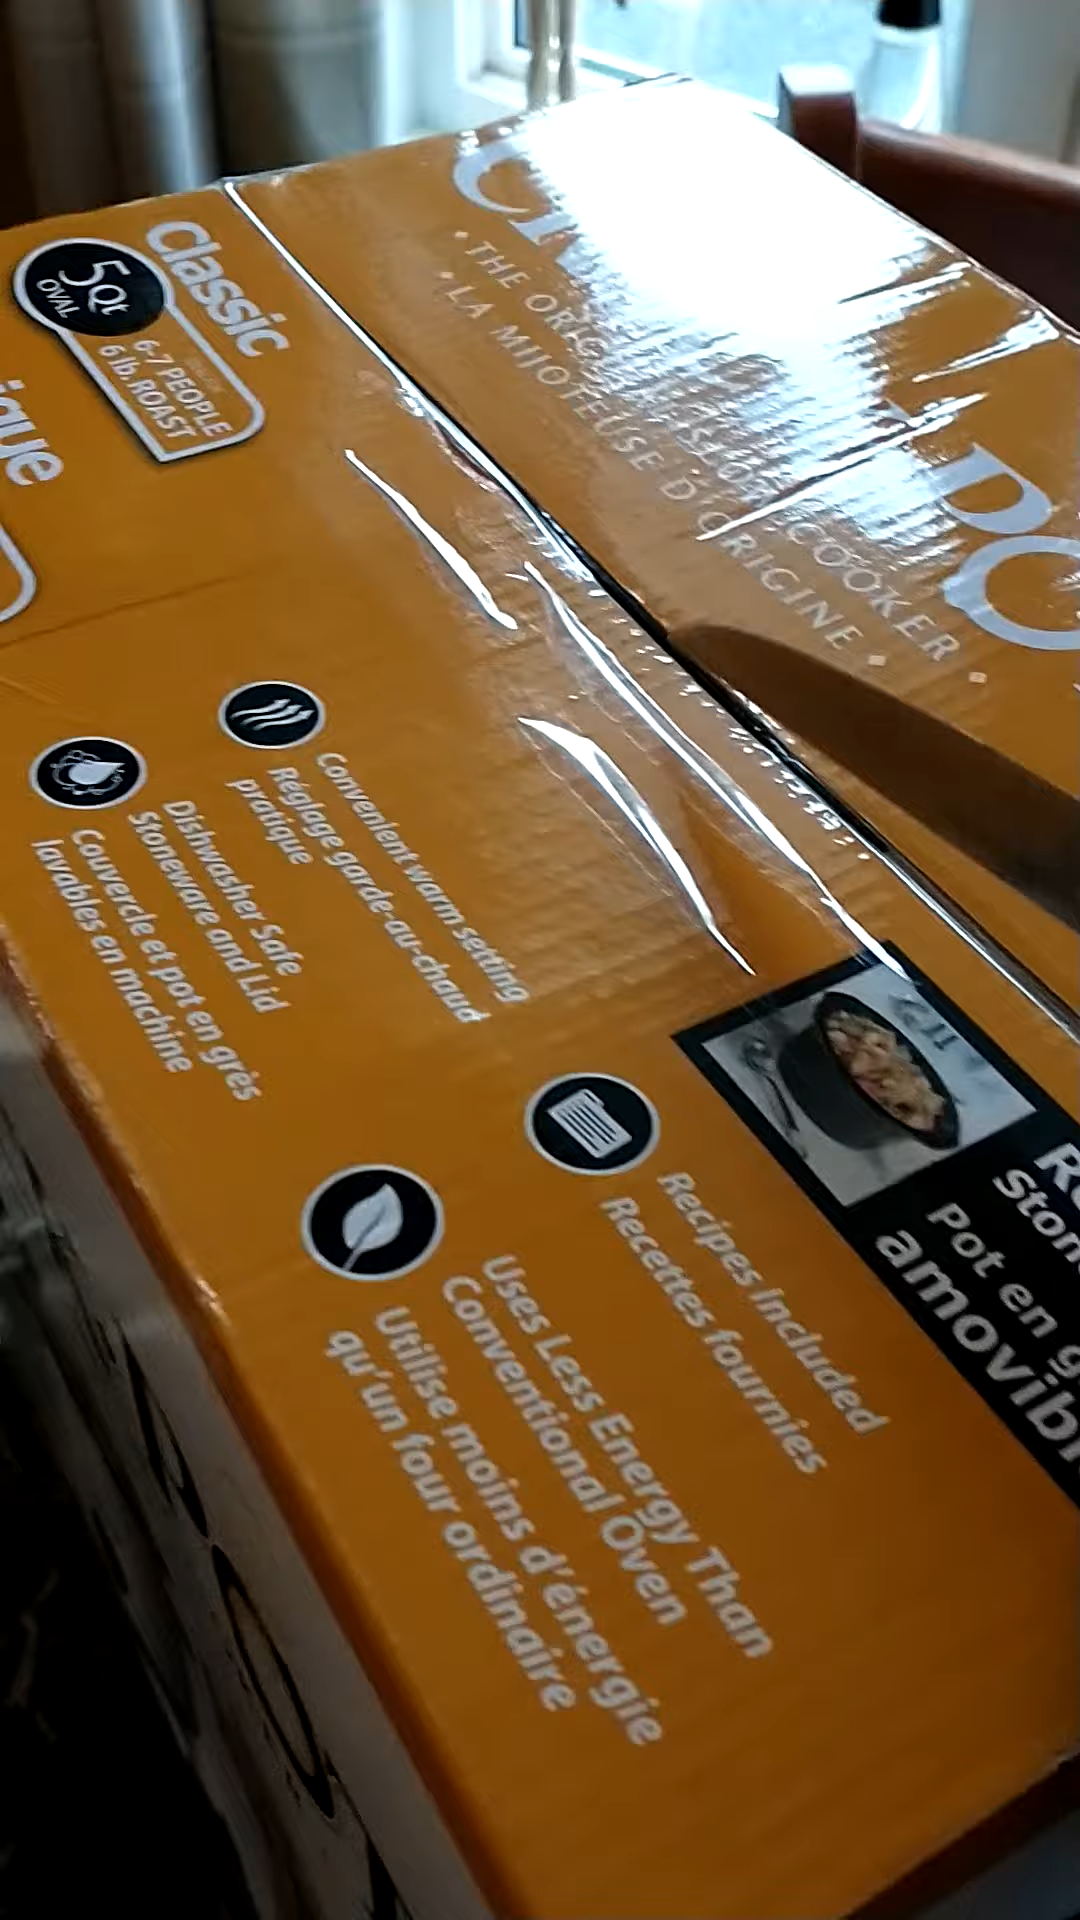 Classic
5Qt
OVAL
6-7 PEOPLE
6 lb. ROAST
ique
• THE ORIGINAL SLOW COOKER •
• LA MIJOTEUSE D'ORIGINE •
Convenient warm setting
Réglage garde-au-chaud
pratique
Dishwasher Safe
Stoneware and Lid
Couvercle et pot en grès
lavables en machine
Recipes Included
Recettes fournies
Uses Less Energy Than
Conventional Oven
Utilise moins d'énergie
qu'un four ordinaire
Pot en